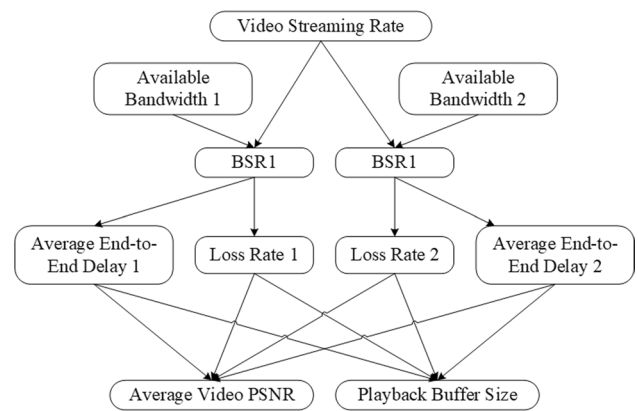 Video Streaming Rate
Available
Bandwidth 1
Available
Bandwidth 2
BSR1
BSR1
Average End-to-
End Delay 1
Loss Rate 1
Loss Rate 2
Average End-to-
End Delay 2
Average Video PSNR
Playback Buffer Size